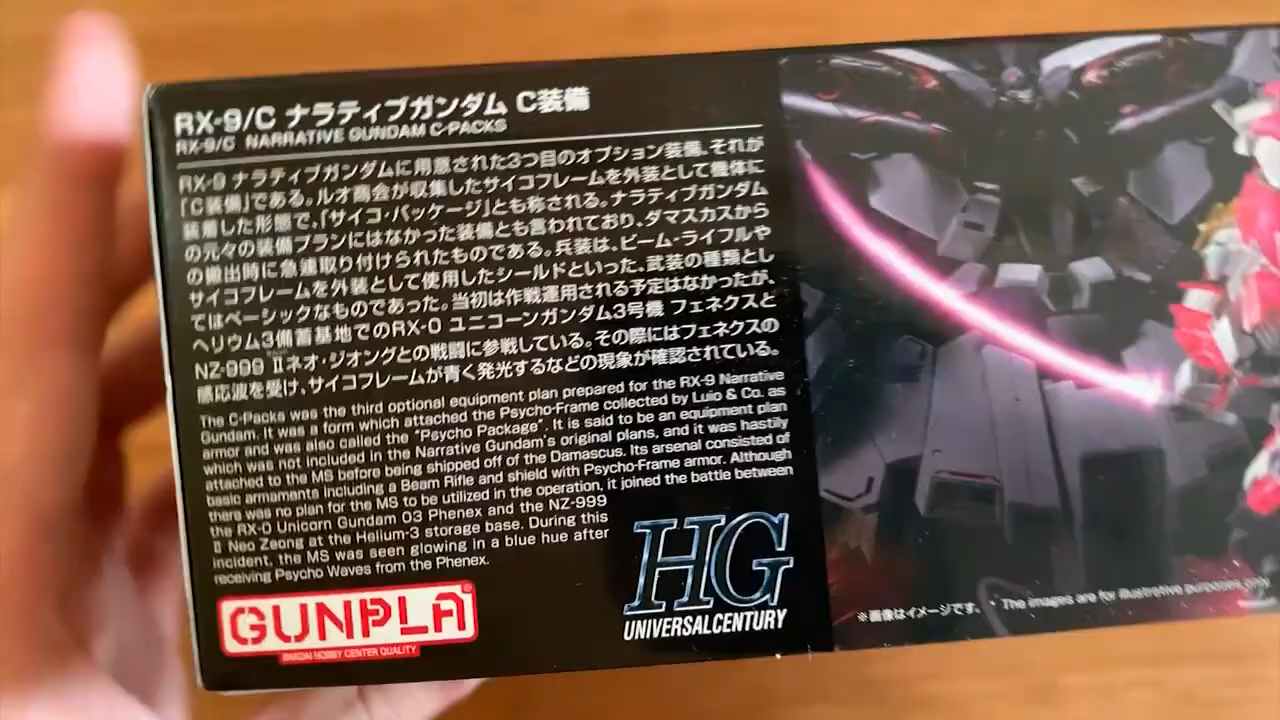 RX-9/C ナラティブガンダム C装備
RX-9/C NARRATIVE GUNDAM C-PACKS
RX-9 ナラティブガンダムに用意された3つ目のオプション装備、それが
「C装備」である。ルオ商会が収集したサイコフレームを外装として機体に
装着した形態で、「サイコ・パッケージ」とも称される。ナラティブガンダム
の元々の装備プランにはなかった装備とも言われており、ダマスカスから
の搬出時に急遽取り付けられたものである。兵装は、ビーム・ライフルや
サイコフレームを外装として使用したシールドといった、武装の種類とし
てはベーシックなものであった。当初は作戦運用される予定はなかったが、
ヘリウム3備蓄基地でのRX-0 ユニコーンガンダム3号機 フェネクスと
NZ-999 Ⅱネオ・ジオングとの戦闘に参戦している。その際にはフェネクスの
感応波を受け、サイコフレームが青く発光するなどの現象が確認されている。
The C-Packs was the third optional equipment plan prepared for the RX-9 Narrative
Gundam. It was a form which attached the Psycho-Frame collected by Luio & Co. as
armor and was also called the "Psycho Package". It is said to be an equipment plan
which was not included in the Narrative Gundam's original plans, and it was hastily
attached to the MS before being shipped off of the Damascus. Its arsenal consisted of
basic armaments including a Beam Rifle and shield with Psycho-Frame armor. Although
there was no plan for the MS to be utilized in the operation, it joined the battle between
the RX-0 Unicorn Gundam 03 Phenex and the NZ-999
Ⅱ Neo Zeong at the Helium-3 storage base. During this
incident, the MS was seen glowing in a blue hue after
receiving Psycho Waves from the Phenex.
GUNPLA
BANDAI HOBBY CENTER QUALITY
HG
UNIVERSAL CENTURY
※画像はイメージです。 * The images are for illustrative purposes only